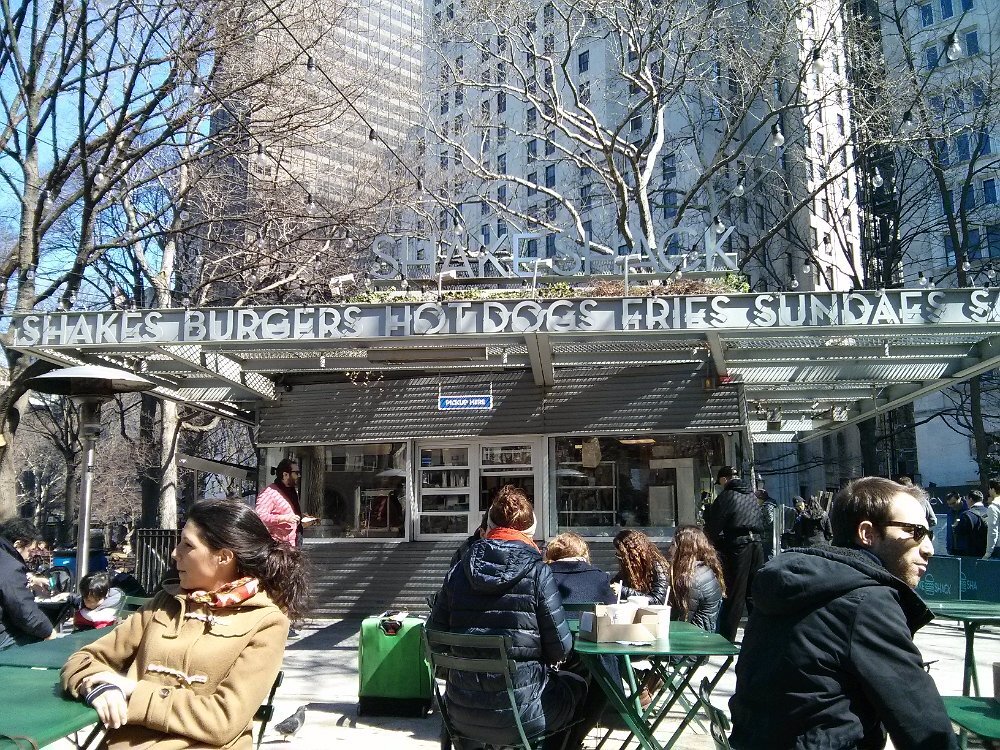 SHAKE SHACK
SHAKES BURGERS HOT DOGS FRIES SUNDAES
PICKUP HERE